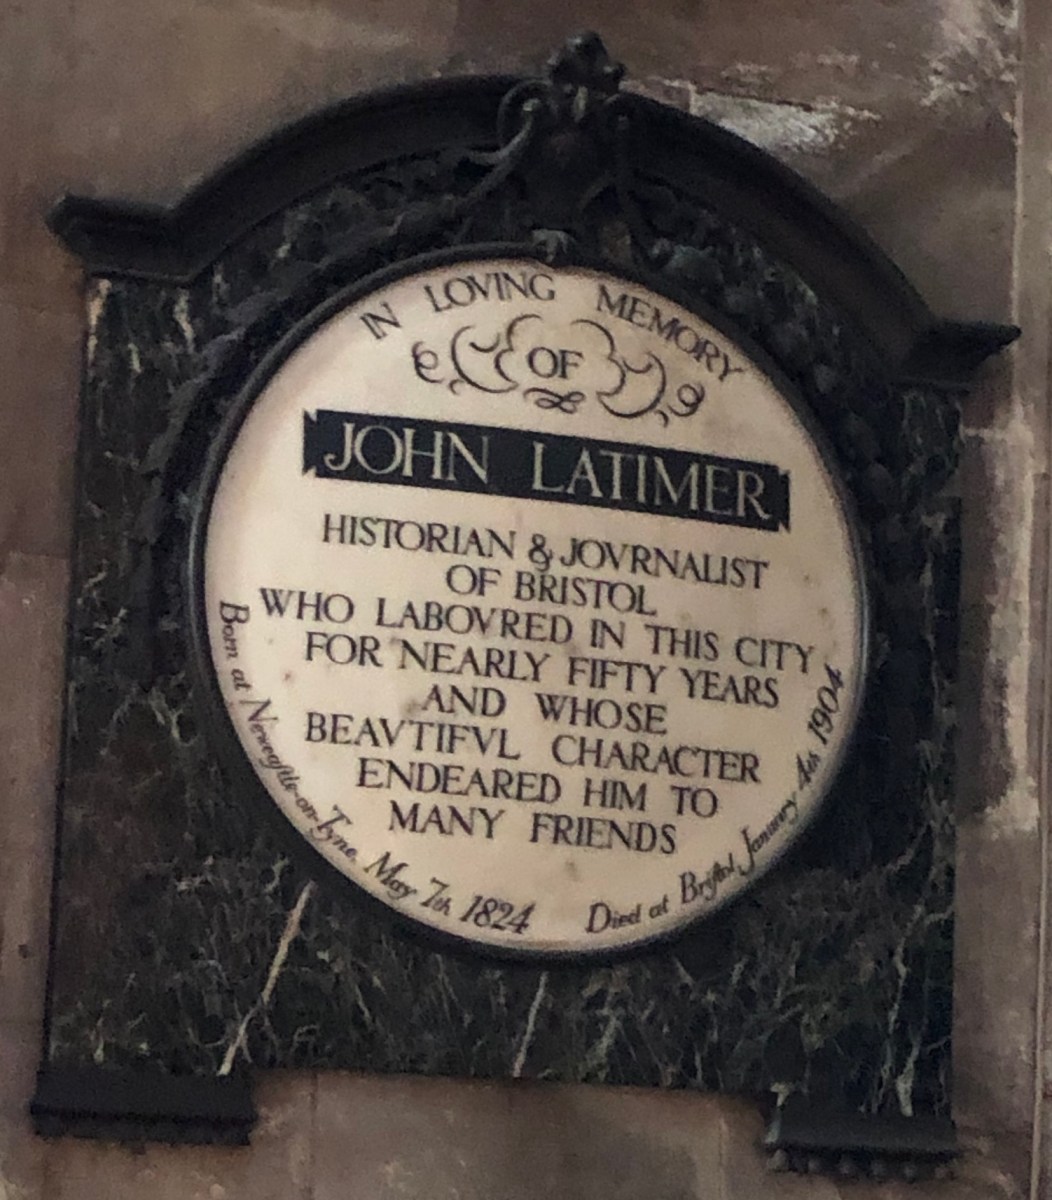 IN LOVING MEMORY
OF
JOHN LATIMER
HISTORIAN & JOVRNALIST
OF BRISTOL
WHO LABOVRED IN THIS CITY
FOR NEARLY FIFTY YEARS
AND WHOSE
BEAVTIFVL CHARACTER
ENDEARED HIM TO
MANY FRIENDS
Born at Newcastle-on-Tyne, May 7th 1824
Died at Bristol January 4th 1904